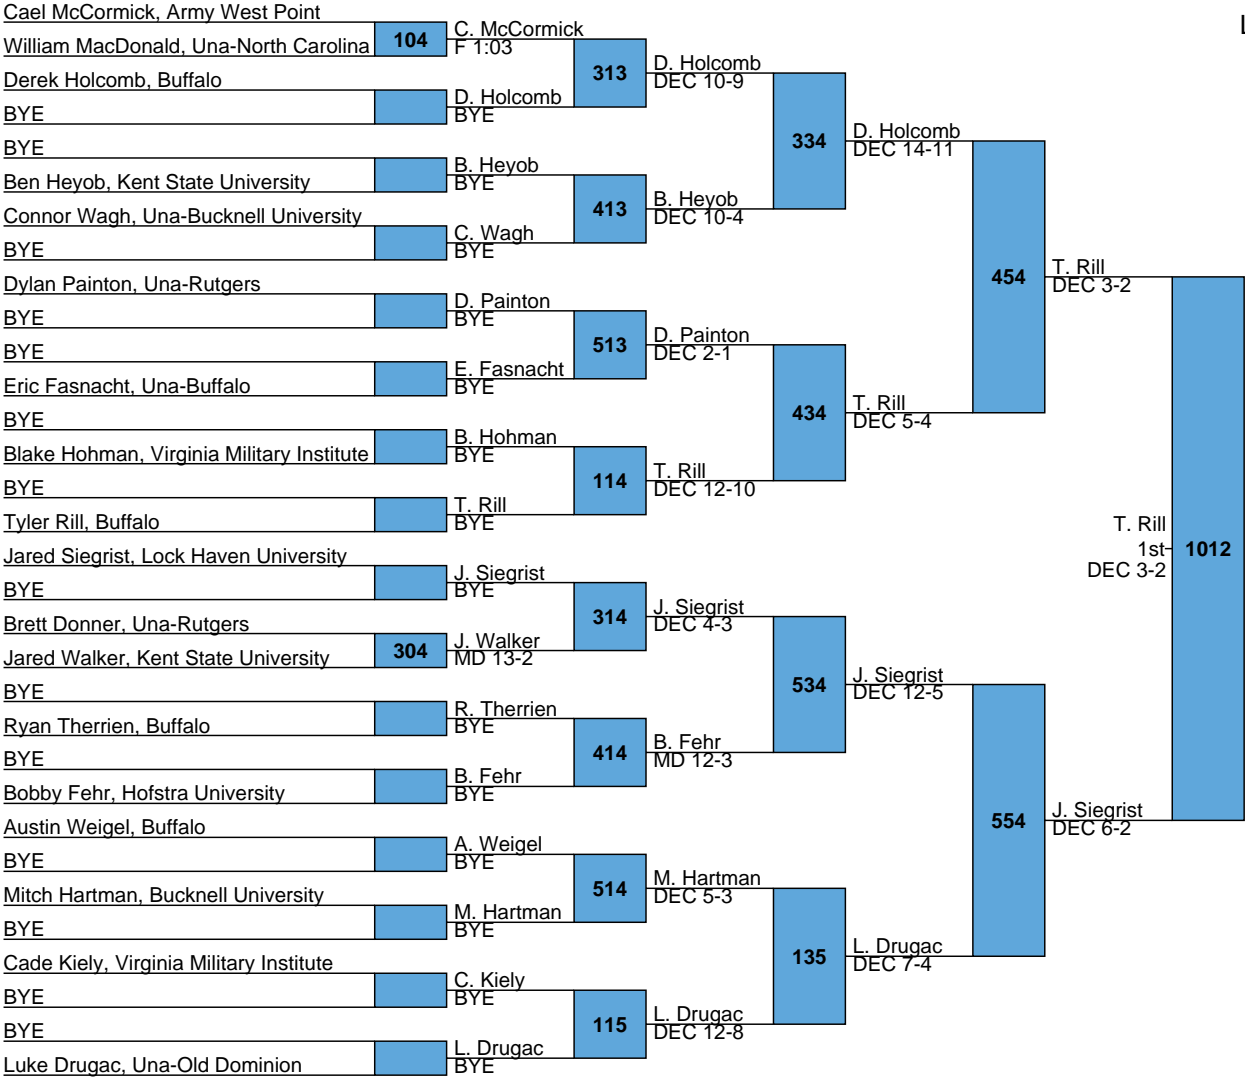 Cael McCormick, Army West Point
William MacDonald, Una-North Carolina
Derek Holcomb, Buffalo
BYE
BYE
Ben Heyob, Kent State University
Connor Wagh, Una-Bucknell University
BYE
Dylan Painton, Una-Rutgers
BYE
BYE
Eric Fasnacht, Una-Buffalo
BYE
Blake Hohman, Virginia Military Institute
BYE
Tyler Rill, Buffalo
Jared Siegrist, Lock Haven University
BYE
Brett Donner, Una-Rutgers
Jared Walker, Kent State University
BYE
Ryan Therrien, Buffalo
BYE
Bobby Fehr, Hofstra University
Austin Weigel, Buffalo
BYE
Mitch Hartman, Bucknell University
BYE
Cade Kiely, Virginia Military Institute
BYE
BYE
Luke Drugac, Una-Old Dominion
104
304
C. McCormick
F 1:03
D. Holcomb
BYE
B. Heyob
BYE
C. Wagh
BYE
D. Painton
BYE
E. Fasnacht
BYE
B. Hohman
BYE
T. Rill
BYE
J. Siegrist
BYE
J. Walker
MD 13-2
R. Therrien
BYE
B. Fehr
BYE
A. Weigel
BYE
M. Hartman
BYE
C. Kiely
BYE
L. Drugac
BYE
313
413
513
114
314
414
514
115
D. Holcomb
DEC 10-9
B. Heyob
DEC 10-4
D. Painton
DEC 2-1
T. Rill
DEC 12-10
J. Siegrist
DEC 4-3
B. Fehr
MD 12-3
M. Hartman
DEC 5-3
L. Drugac
DEC 12-8
334
434
534
135
D. Holcomb
DEC 14-11
T. Rill
DEC 5-4
J. Siegrist
DEC 12-5
L. Drugac
DEC 7-4
454
554
T. Rill
DEC 3-2
J. Siegrist
DEC 6-2
T. Rill
1st
DEC 3-2
1012
L